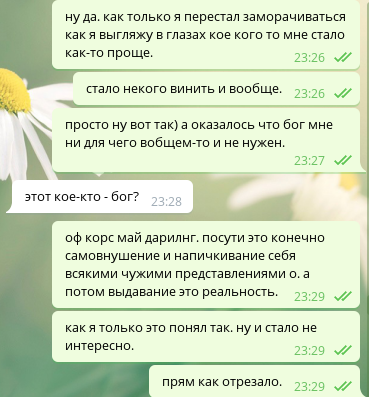 ну да. как только я перестал заморачиваться
как я выгляжу в глазах кое кого то мне стало
как-то проще.
23:26
стало некого винить и вообще.
23:26
просто ну вот так) а оказалось что бог мне
ни для чего вобщем-то и не нужен.
23:27
этот кое-кто - бог?
23:28
оф корс май дарилнг. посути это конечно
самовнушение и напичкивание себя
всякими чужими представлениями о. а
потом выдавание это реальность.
23:29
как я только это понял так. ну и стало не
интересно.
23:29
прям как отрезало.
23:29